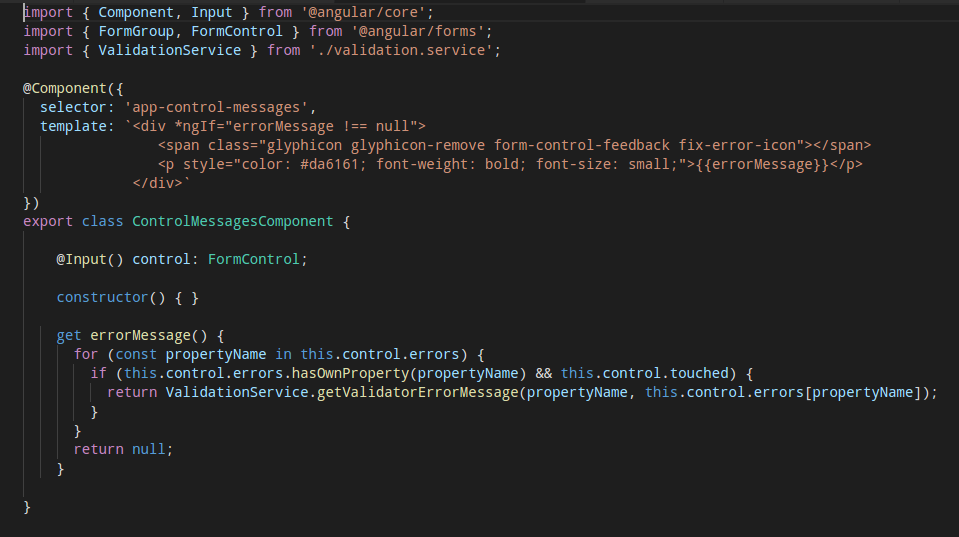 import { Component, Input } from '@angular/core';
import { FormGroup, FormControl } from '@angular/forms';
import { ValidationService } from './validation.service';

@Component({
  selector: 'app-control-messages',
  template: `<div *ngIf="errorMessage !== null">
                <span class="glyphicon glyphicon-remove form-control-feedback fix-error-icon"></span>
                <p style="color: #da6161; font-weight: bold; font-size: small;">{{errorMessage}}</p>
             </div>`
})
export class ControlMessagesComponent {

    @Input() control: FormControl;

    constructor() { }

    get errorMessage() {
      for (const propertyName in this.control.errors) {
        if (this.control.errors.hasOwnProperty(propertyName) && this.control.touched) {
          return ValidationService.getValidatorErrorMessage(propertyName, this.control.errors[propertyName]);
        }
      }
      return null;
    }

}